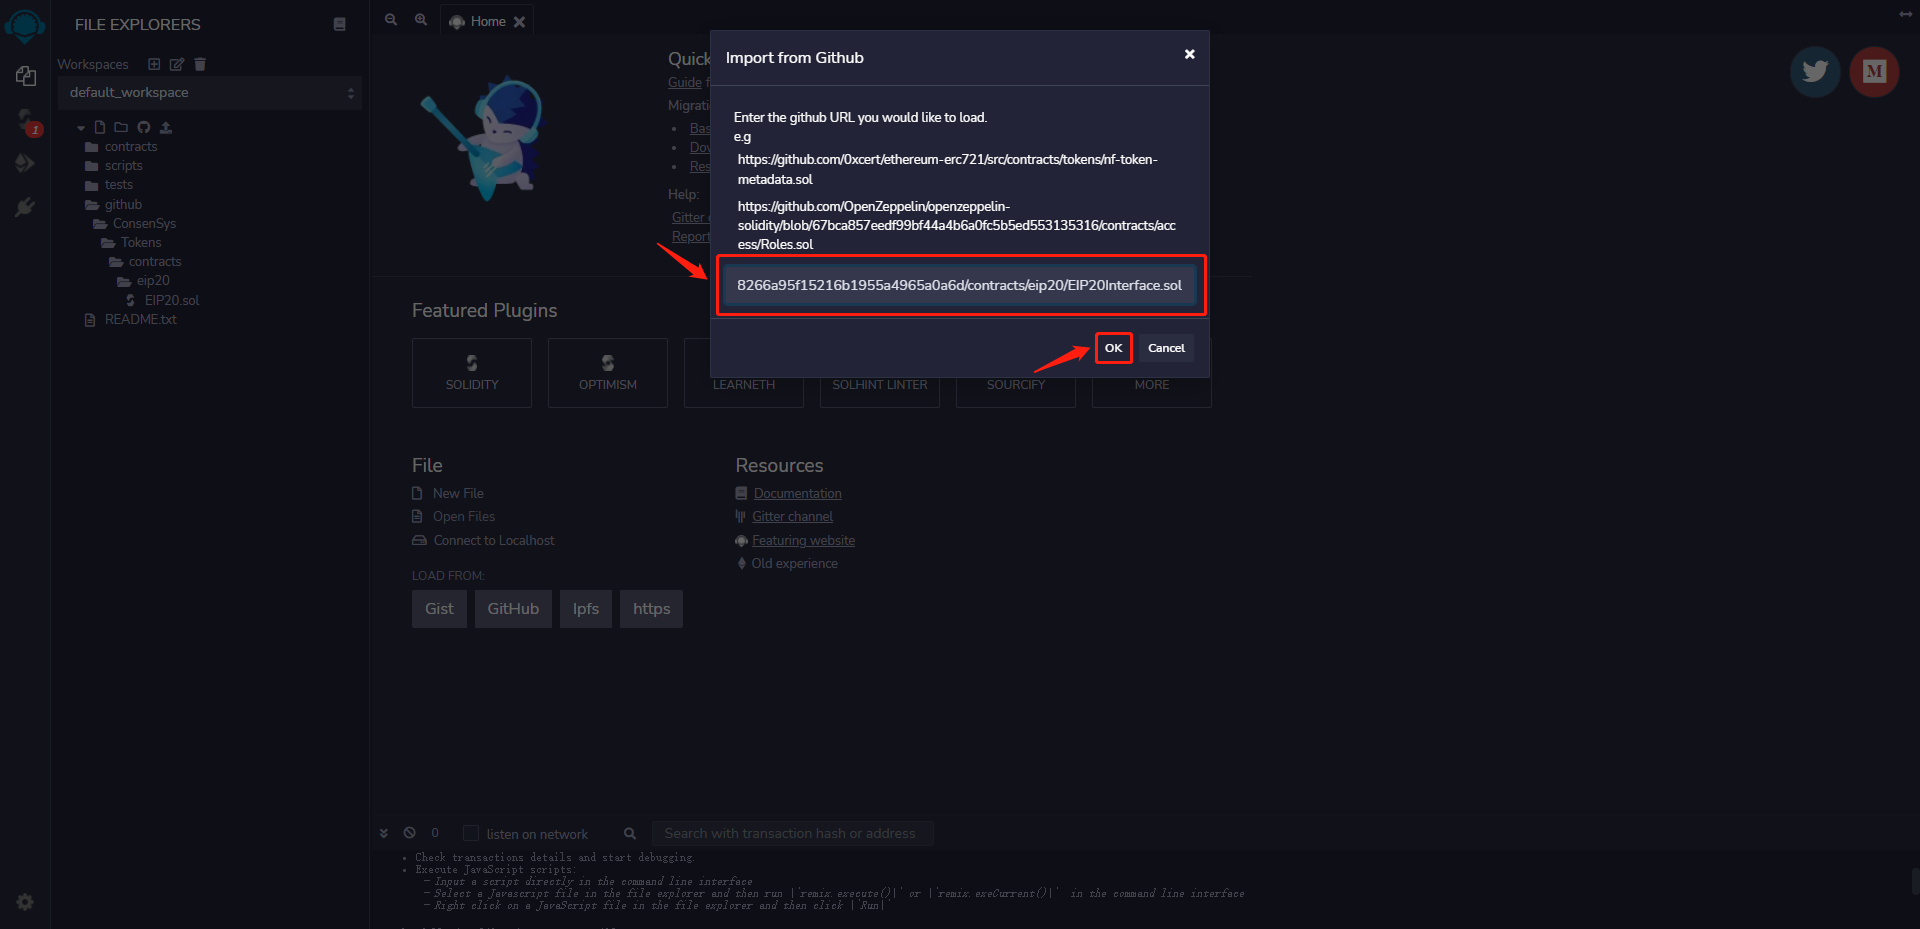 FILE EXPLORERS
Workspaces
default_workspace
1
contracts
scripts
tests
github
ConsenSys
Tokens
contracts
eip20
EIP20.sol
README.txt
Home
Quick
Guide
Migrati
Bas
Dov
Res
Help:
Gitter
Report
Import from Github
Enter the github URL you would like to load.
e.g
https://github.com/0xcert/ethereum-erc721/src/contracts/tokens/nf-token-
metadata.sol
https://github.com/OpenZeppelin/openzeppelin-
solidity/blob/67bca857eedf99bf44a4b6a0fc5b5ed553135316/contracts/acc
ess/Roles.sol
8266a95f15216b1955a4965a0a6d/contracts/eip20/EIP20Interface.sol
OK
Cancel
M
Featured Plugins
SOLIDITY
OPTIMISM
LEARNETH
SOLHINT LINTER
SOURCIFY
MORE
File
New File
Open Files
Connect to Localhost
LOAD FROM:
Gist
GitHub
Ipfs
https
Resources
Documentation
Gitter channel
Featuring website
Old experience
0
listen on network
Search with transaction hash or address
• Check transactions details and start debugging.
• Execute JavaScript scripts:
- Input a script directly in the command line interface
- Select a Javascript file in the file explorer and then run |`remix.execute()|` or |`remix.exeCurrent()|` in the command line interface
- Right click on a JavaScript file in the file explorer and then click |`Run|`